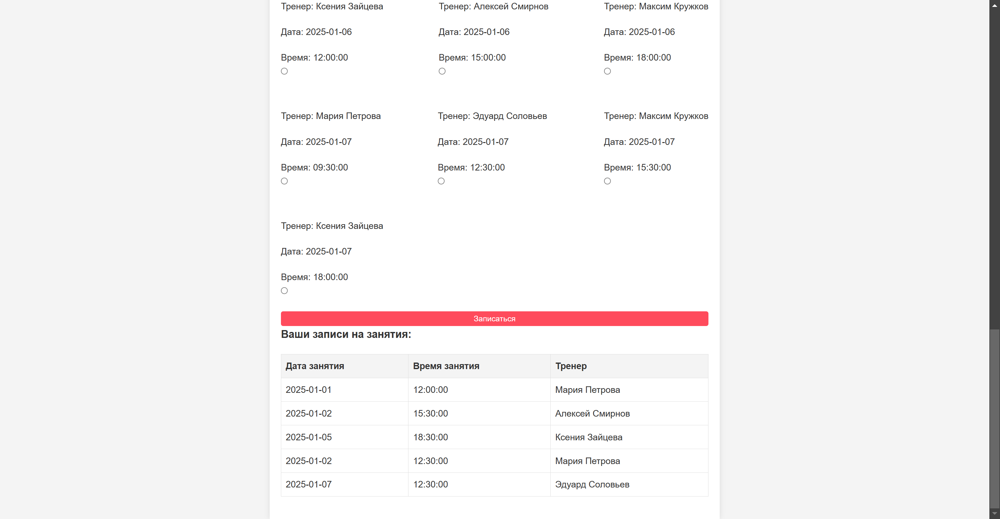 Тренер: Ксения Зайцева
Тренер: Алексей Смирнов
Тренер: Максим Кружков
Дата: 2025-01-06
Дата: 2025-01-06
Дата: 2025-01-06
Время: 12:00:00
Время: 15:00:00
Время: 18:00:00
Тренер: Мария Петрова
Тренер: Эдуард Соловьев
Тренер: Максим Кружков
Дата: 2025-01-07
Дата: 2025-01-07
Дата: 2025-01-07
Время: 09:30:00
Время: 12:30:00
Время: 15:30:00
Тренер: Ксения Зайцева
Дата: 2025-01-07
Время: 18:00:00
Записаться
Ваши записи на занятия:
Дата занятия Время занятия Тренер
2025-01-01 12:00:00 Мария Петрова
2025-01-02 15:30:00 Алексей Смирнов
2025-01-05 18:30:00 Ксения Зайцева
2025-01-02 12:30:00 Мария Петрова
2025-01-07 12:30:00 Эдуард Соловьев